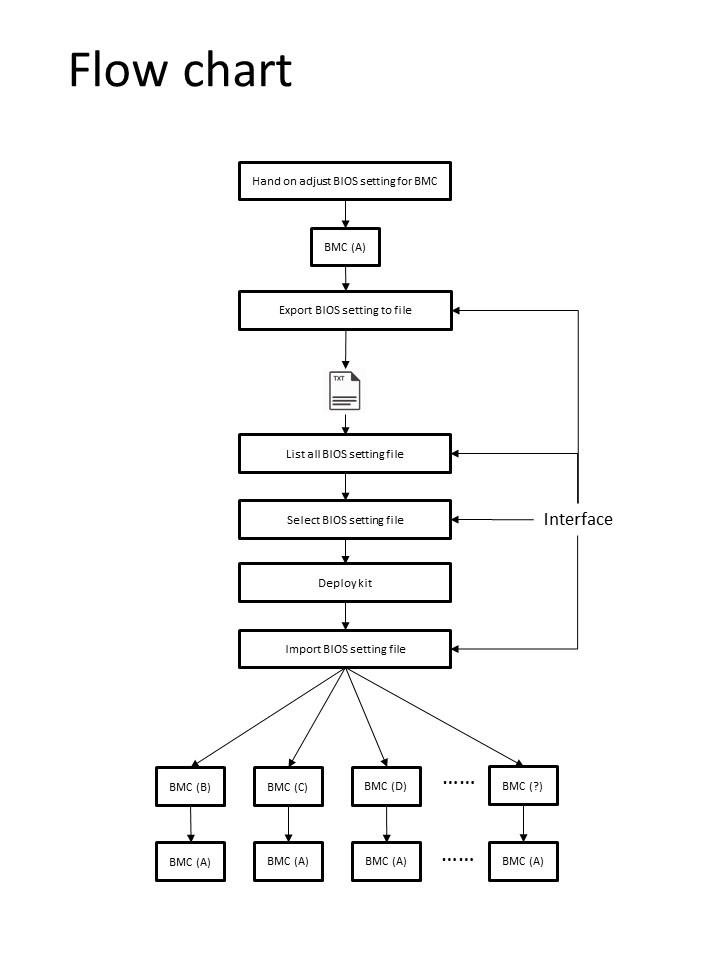 Flow chart
Hand on adjust BIOS setting for BMC
BMC (A)
Export BIOS setting to file
TXT
List all BIOS setting file
Select BIOS setting file
Interface
Deploy kit
Import BIOS setting file
BMC (B)
BMC (C)
BMC (D)
……
BMC (?)
BMC (A)
BMC (A)
BMC (A)
……
BMC (A)